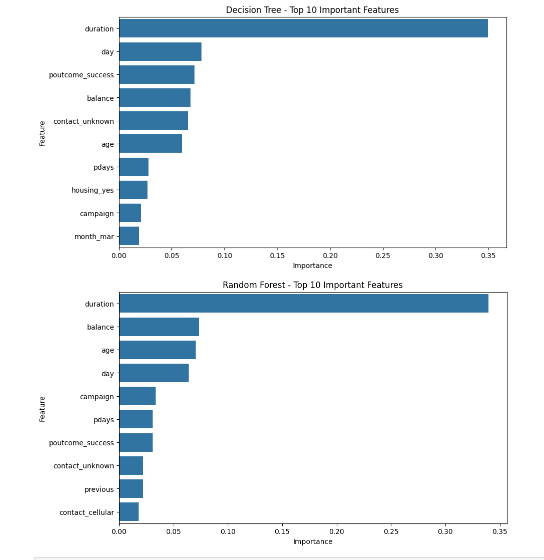 Decision Tree - Top 10 Important Features
Feature
duration
day
poutcome_success
balance
contact_unknown
age
pdays
housing_yes
campaign
month_mar
0.00 0.05 0.10 0.15 0.20 0.25 0.30 0.35
Importance
Random Forest - Top 10 Important Features
Feature
duration
balance
age
day
campaign
pdays
poutcome_success
contact_unknown
previous
contact_cellular
0.00 0.05 0.10 0.15 0.20 0.25 0.30 0.35
Importance